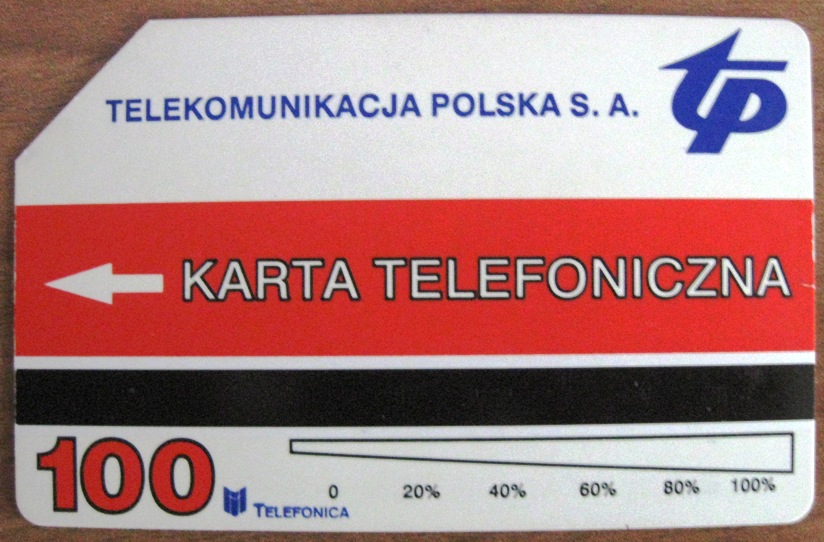 TELEKOMUNIKACJA POLSKA S. A.
tp
KARTA TELEFONICZNA
100
TELEFONICA
0 20% 40% 60% 80% 100%